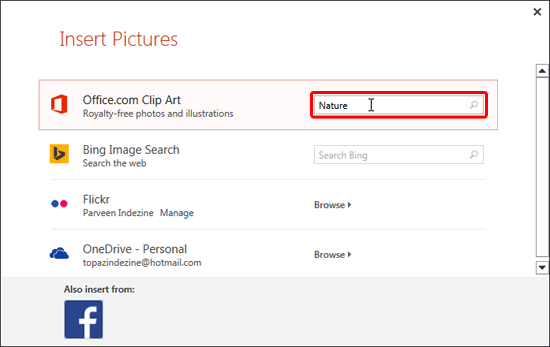 Insert Pictures
Office.com Clip Art
Royalty-free photos and illustrations
Nature
Bing Image Search
Search the web
Search Bing
Flickr
Parveen Indezine Manage
Browse
OneDrive - Personal
topazindezine@hotmail.com
Browse
Also insert from: